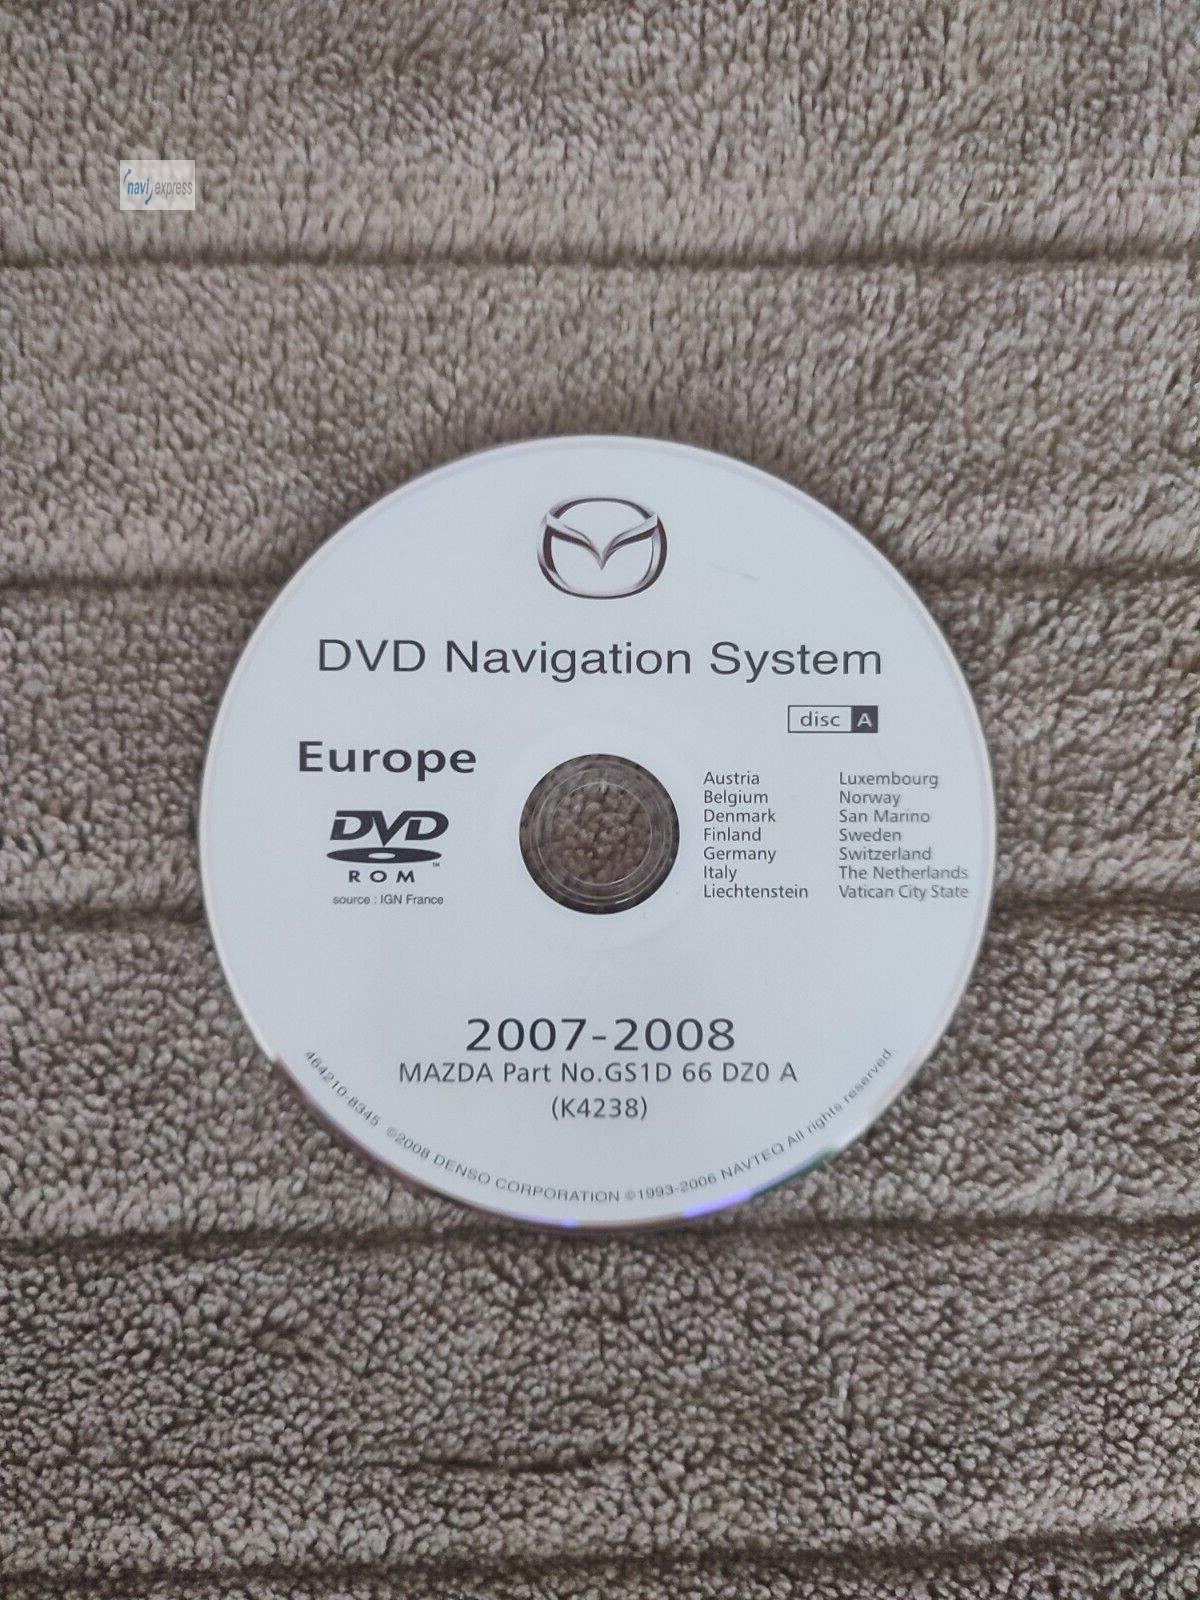 navi express
DVD Navigation System
disc A
Europe
DVD
ROM
source : IGN France
Austria
Belgium
Denmark
Finland
Germany
Italy
Liechtenstein
Luxembourg
Norway
San Marino
Sweden
Switzerland
The Netherlands
Vatican City State
2007-2008
MAZDA Part No.GS1D 66 DZ0 A
(K4238)
464210-8345 ©2008 DENSO CORPORATION ©1993-2006 NAVTEQ All rights reserved.